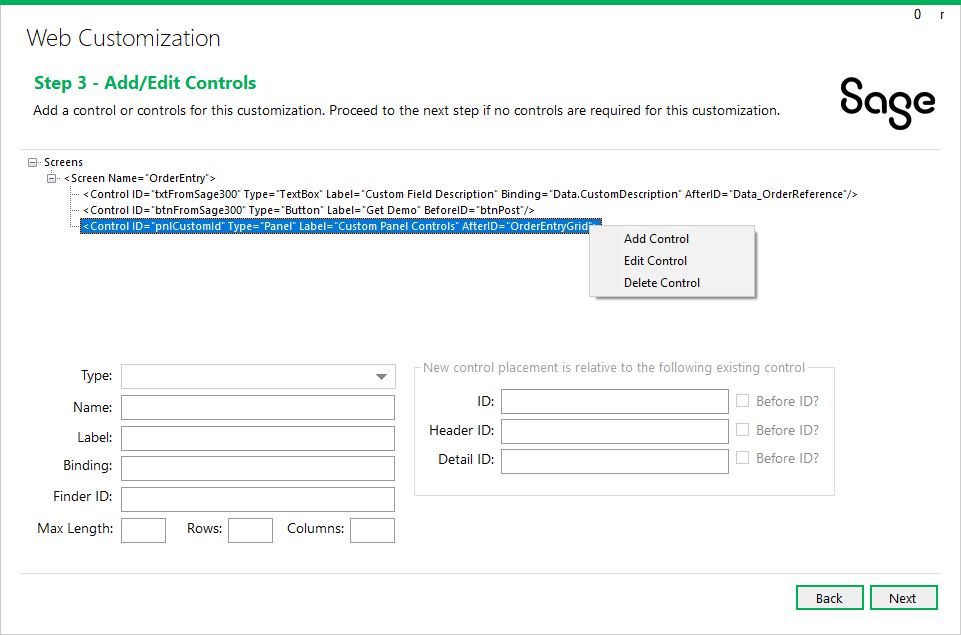 0 r
Web Customization
Step 3 - Add/Edit Controls
Add a control or controls for this customization. Proceed to the next step if no controls are required for this customization.
Sage
Screens
<Screen Name="OrderEntry">
<Control ID="txtFromSage300" Type="TextBox" Label="Custom Field Description" Binding="Data.CustomDescription" AfterID="Data_OrderReference"/>
<Control ID="btnFromSage300" Type="Button" Label="Get Demo" BeforeID="btnPost"/>
<Control ID="pnlCustomId" Type="Panel" Label="Custom Panel Controls" AfterID="OrderEntryGrid">
Add Control
Edit Control
Delete Control
Type:
Name:
Label:
Binding:
Finder ID:
Max Length: Rows: Columns:
New control placement is relative to the following existing control
ID: Before ID?
Header ID: Before ID?
Detail ID: Before ID?
Back Next